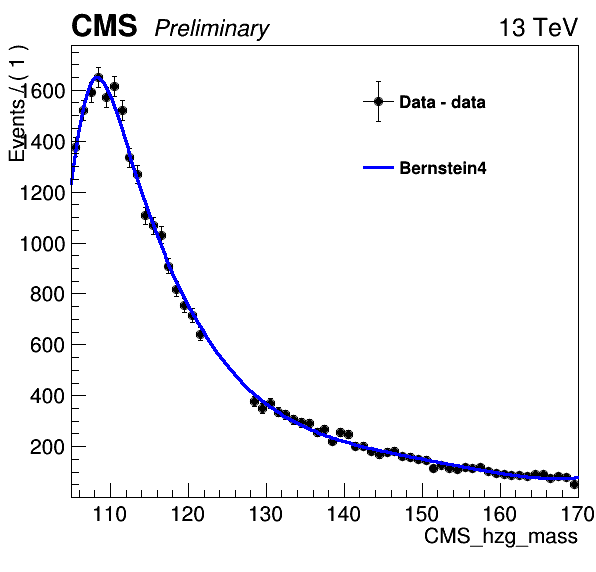 CMS Preliminary 13 TeV
Events / ( 1 )
1600
1400
1200
1000
800
600
400
200
Data - data
Bernstein4
110 120 130 140 150 160 170
CMS_hzg_mass